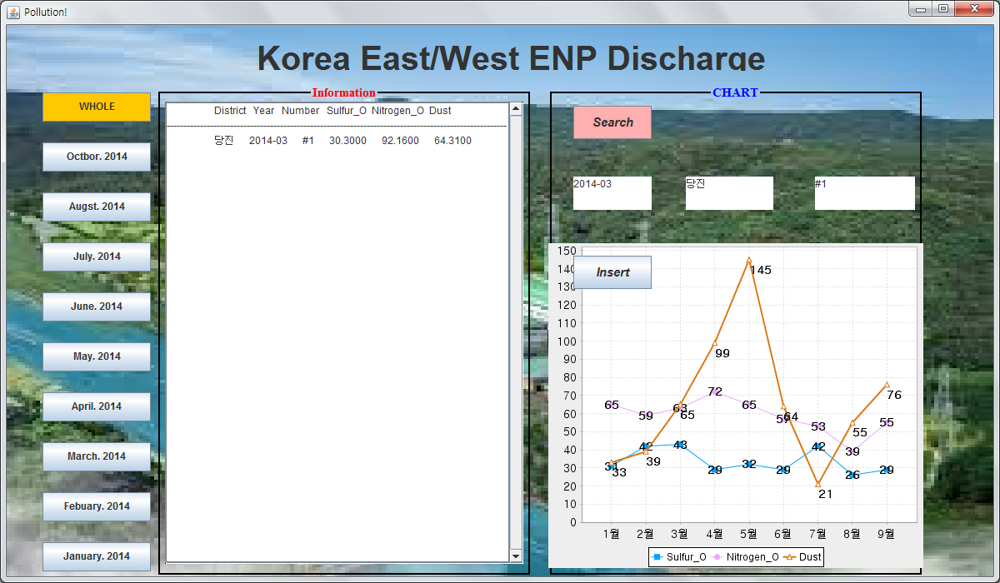 Pollution!
Korea East/West ENP Discharge
WHOLE
Octbor. 2014
Augst. 2014
July. 2014
June. 2014
May. 2014
April. 2014
March. 2014
Febuary. 2014
January. 2014
Information
District Year Number Sulfur_O Nitrogen_O Dust
당진 2014-03 #1 30.3000 92.1600 64.3100
CHART
Search
2014-03 당진 #1
Insert
150
140
120
110
100
90
80
70
60
50
40
30
20
10
0
145
99
72
65 59 63 65 65 57 64 53 39 55 76
55
31 33 42 39 43 29 32 29 42 21 26 29
1월 2월 3월 4월 5월 6월 7월 8월 9월
Sulfur_O Nitrogen_O Dust